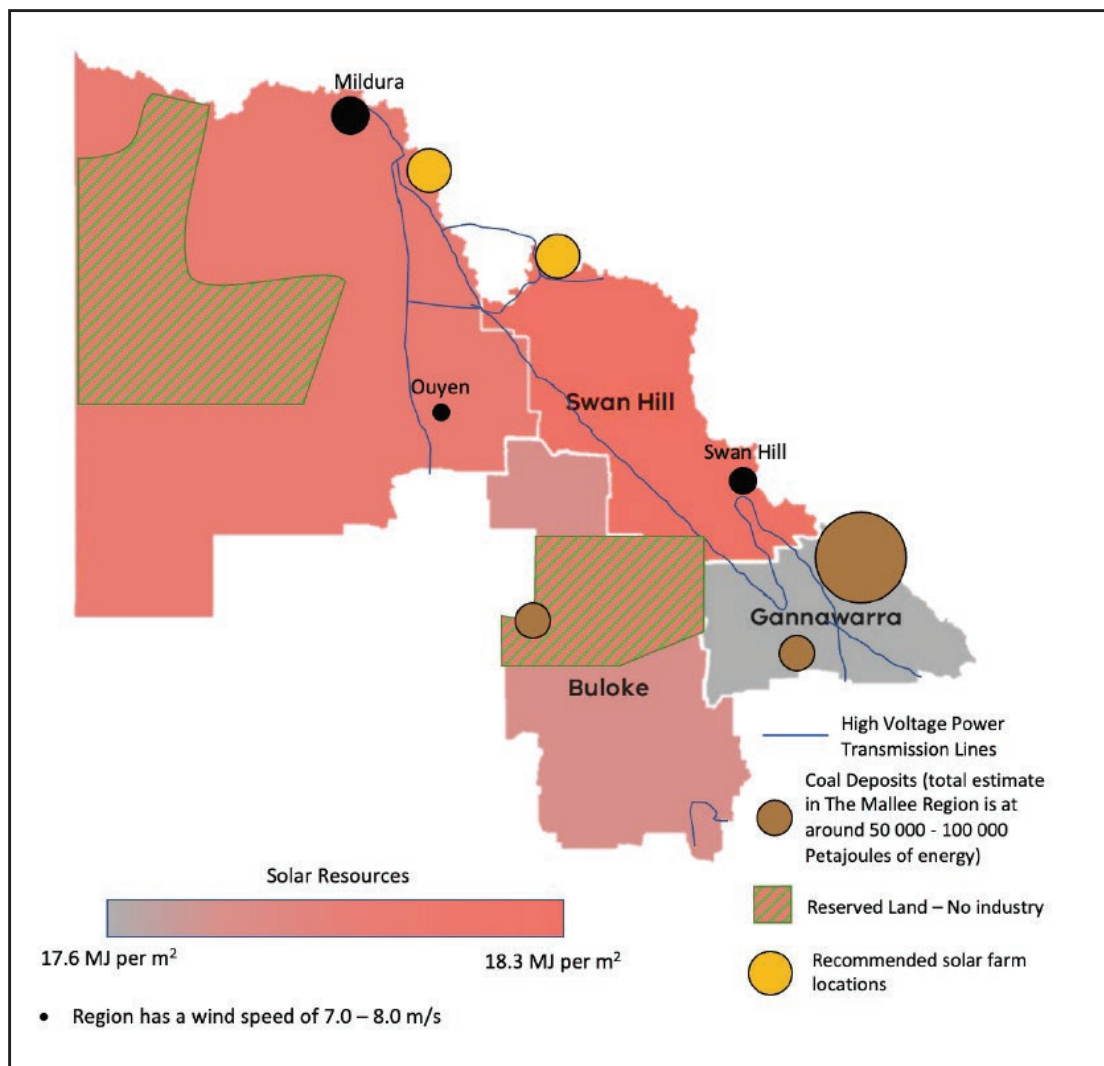 Mildura
Ouyen
Swan Hill
Swan Hill
Gannawarra
Buloke
High Voltage Power
Transmission Lines
Coal Deposits (total estimate
in The Mallee Region is at
around 50 000 - 100 000
Petajoules of energy)
Solar Resources
Reserved Land – No industry
17.6 MJ per m²
18.3 MJ per m²
Recommended solar farm
locations
• Region has a wind speed of 7.0 – 8.0 m/s